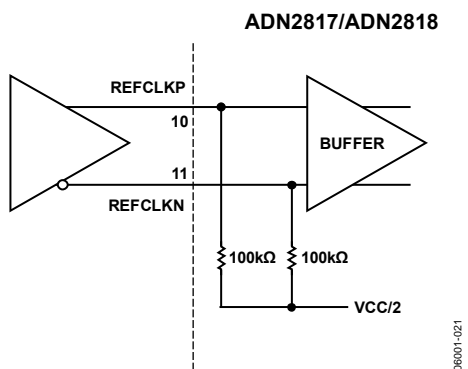 ADN2817/ADN2818
REFCLKP
10
BUFFER
11
REFCLKN
100kΩ 100kΩ
VCC/2
06001-021